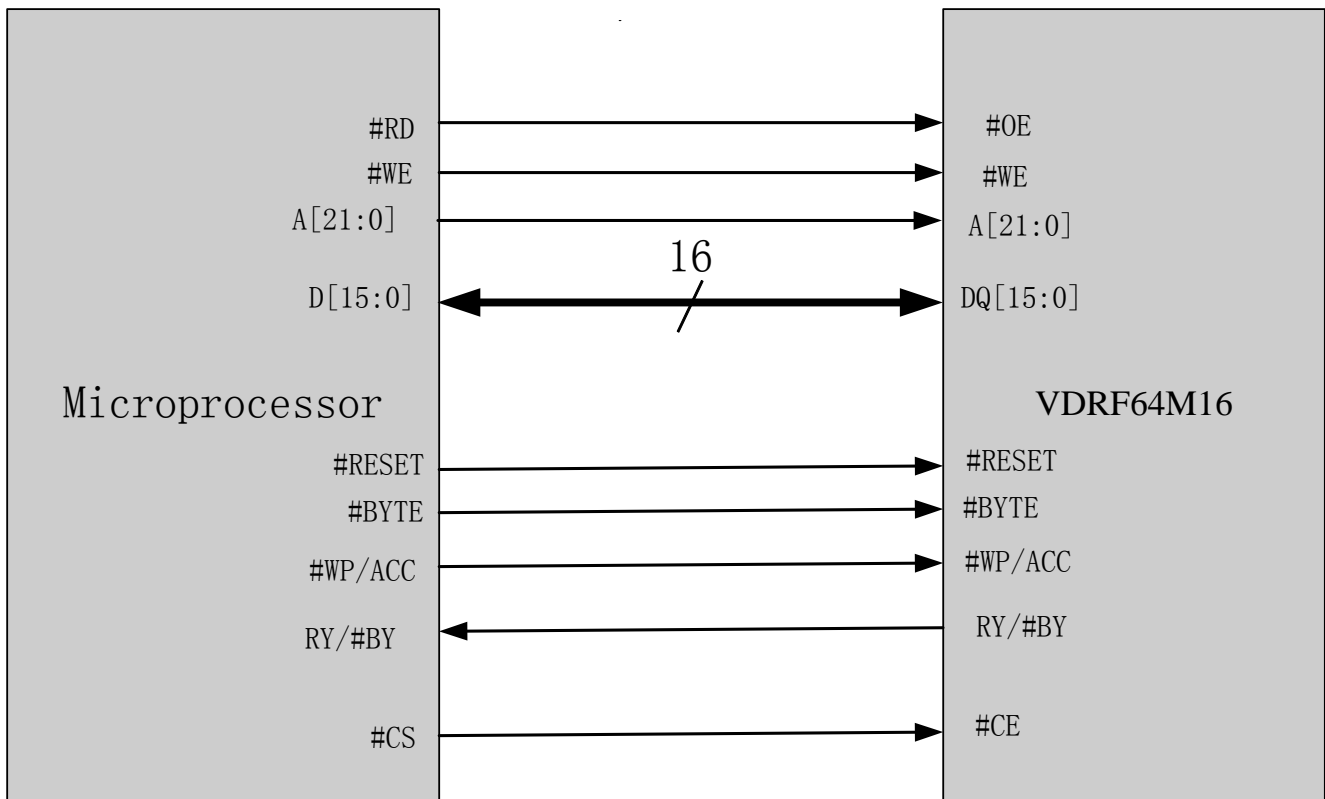 #RD #OE
#WE #WE
A[21:0] A[21:0]
16
D[15:0] DQ[15:0]
Microprocessor VDRF64M16
#RESET #RESET
#BYTE #BYTE
#WP/ACC #WP/ACC
RY/#BY RY/#BY
#CS #CE